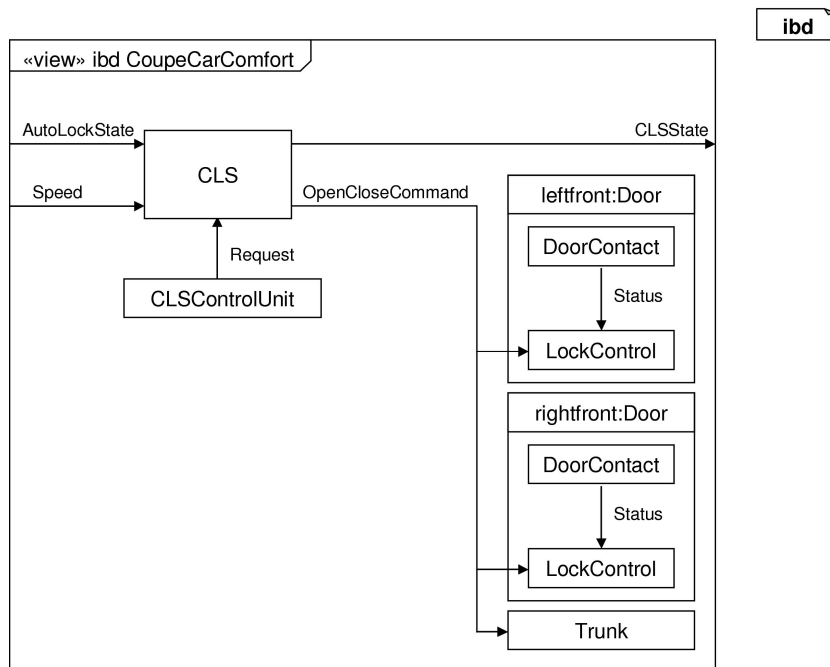 ibd
«view» ibd CoupeCarComfort
AutoLockState
CLSState
CLS
Speed
OpenCloseCommand
leftfront:Door
DoorContact
Request
CLSControlUnit
Status
LockControl
rightfront:Door
DoorContact
Status
LockControl
Trunk